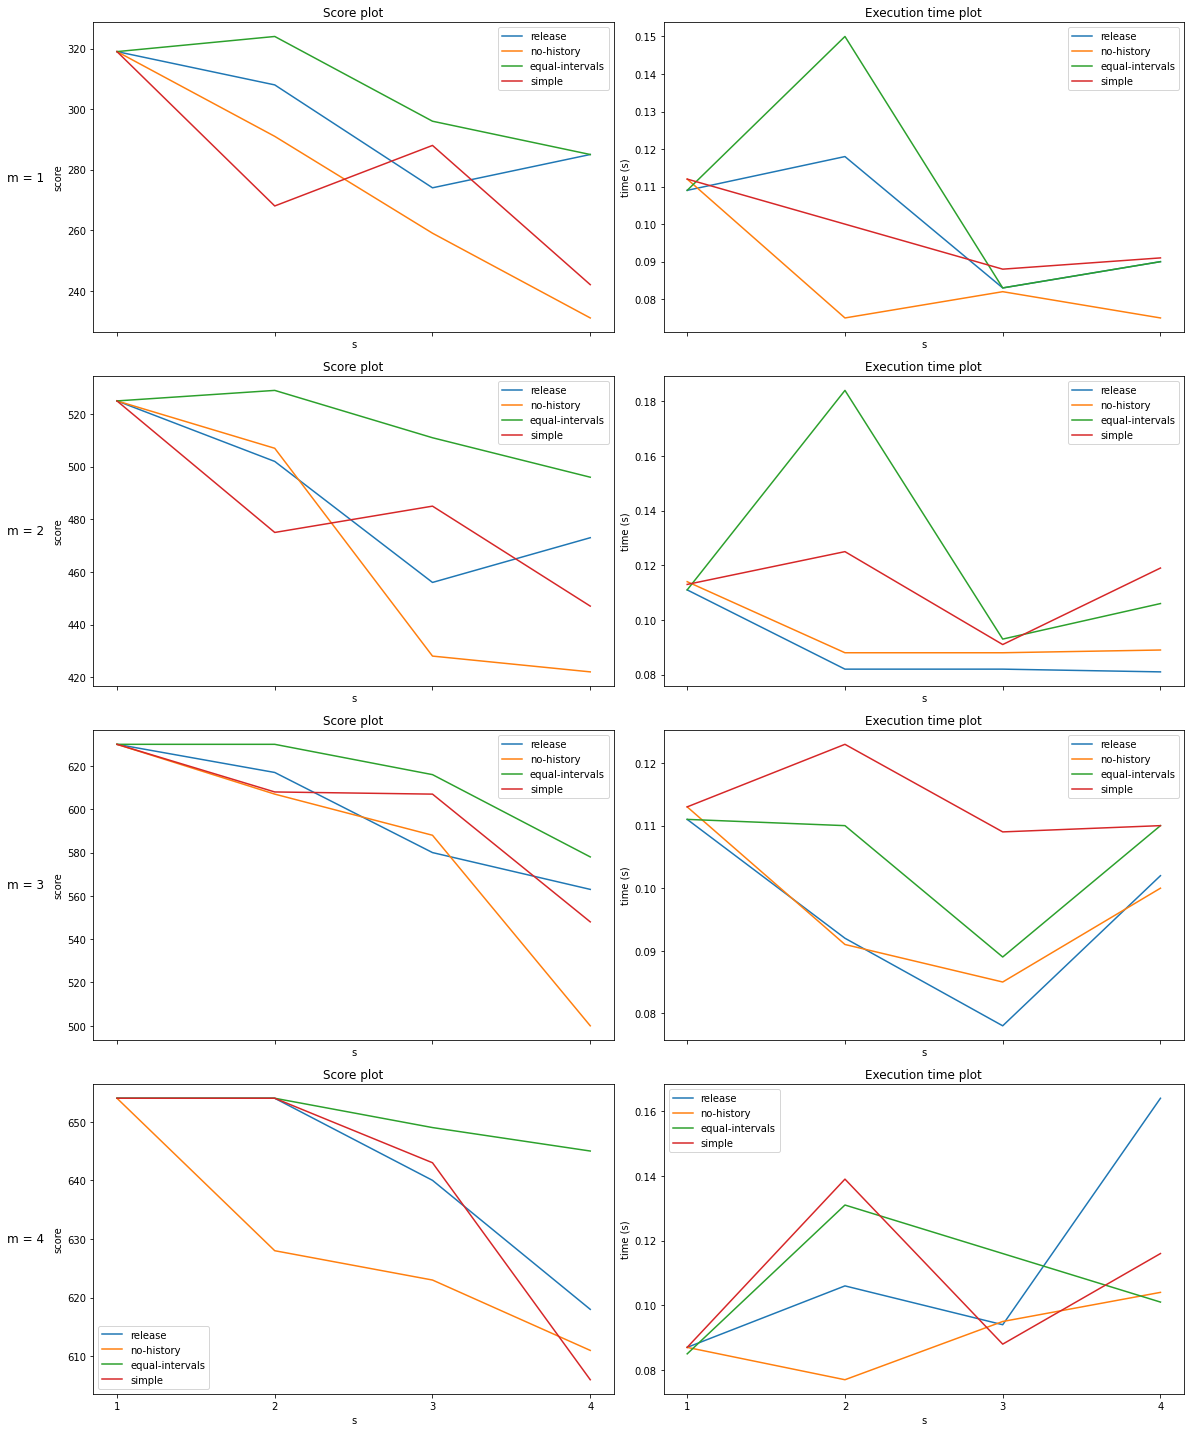 Score plot
320
300
280
260
240
m = 1
score
s
release
no-history
equal-intervals
simple
Execution time plot
0.15
0.14
0.13
0.12
0.11
0.10
0.09
0.08
time (s)
s
release
no-history
equal-intervals
simple
Score plot
520
500
480
460
440
420
m = 2
score
s
release
no-history
equal-intervals
simple
Execution time plot
0.18
0.16
0.14
0.12
0.10
0.08
time (s)
s
release
no-history
equal-intervals
simple
Score plot
620
600
580
560
540
520
500
m = 3
score
s
release
no-history
equal-intervals
simple
Execution time plot
0.12
0.11
0.10
0.09
0.08
time (s)
s
release
no-history
equal-intervals
simple
Score plot
650
640
630
620
610
m = 4
score
release
no-history
equal-intervals
simple
1 2 3 4
s
Execution time plot
0.16
0.14
0.12
0.10
0.08
time (s)
release
no-history
equal-intervals
simple
1 2 3 4
s